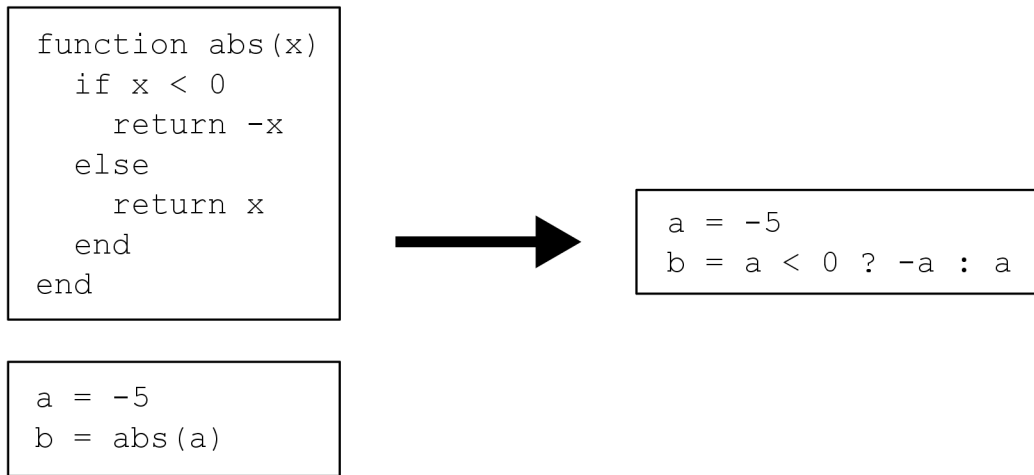 function abs(x)
  if x < 0
    return -x
  else
    return x
  end
end
a = -5
b = abs(a)
a = -5
b = a < 0 ? -a : a